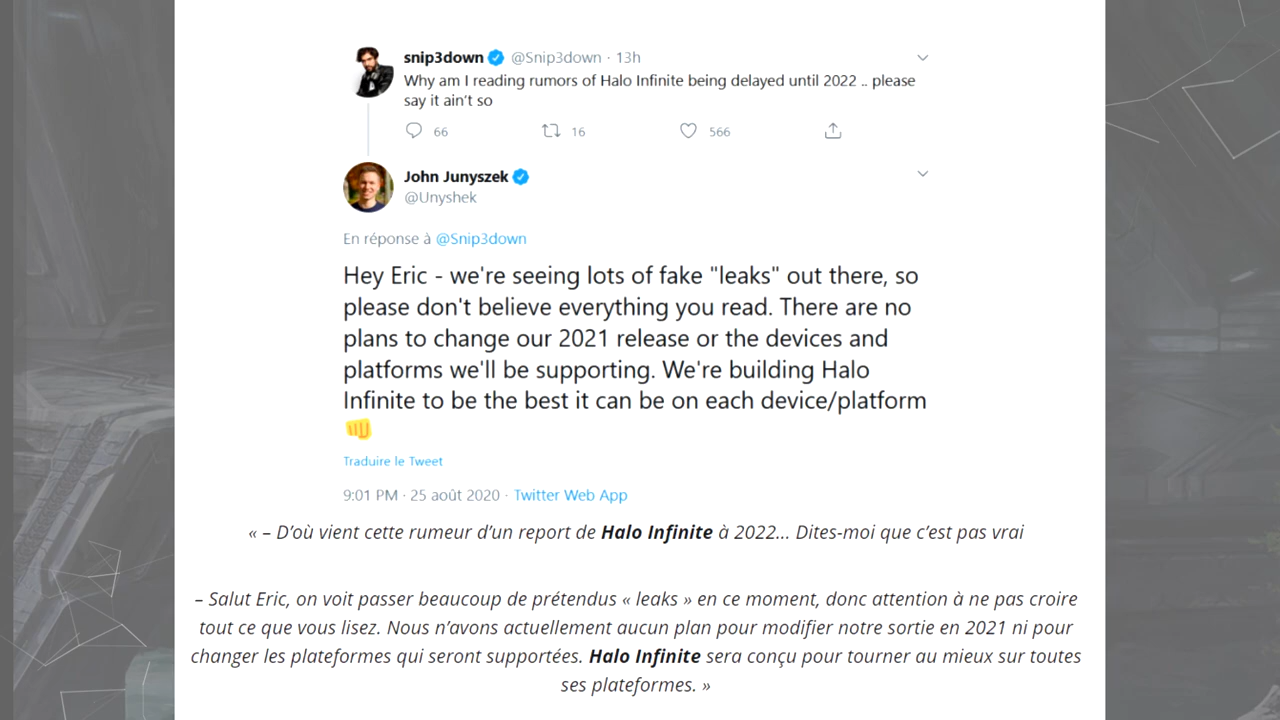 snip3down @Snip3down · 13h
Why am I reading rumors of Halo Infinite being delayed until 2022 .. please
say it ain't so
66 16 566
John Junyszek
@Unyshek
En réponse à @Snip3down
Hey Eric - we're seeing lots of fake "leaks" out there, so
please don't believe everything you read. There are no
plans to change our 2021 release or the devices and
platforms we'll be supporting. We're building Halo
Infinite to be the best it can be on each device/platform
👊
Traduire le Tweet
9:01 PM · 25 août 2020 · Twitter Web App
« – D’où vient cette rumeur d’un report de Halo Infinite à 2022… Dites-moi que c’est pas vrai
– Salut Eric, on voit passer beaucoup de prétendus « leaks » en ce moment, donc attention à ne pas croire
tout ce que vous lisez. Nous n’avons actuellement aucun plan pour modifier notre sortie en 2021 ni pour
changer les plateformes qui seront supportées. Halo Infinite sera conçu pour tourner au mieux sur toutes
ses plateformes. »